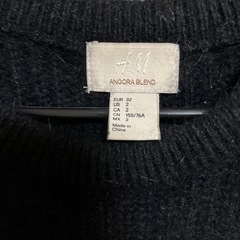 H&M
ANGORA BLEND
EUR 32
US 2
CA 2
CN 155/76A
MX 2
Made in
China